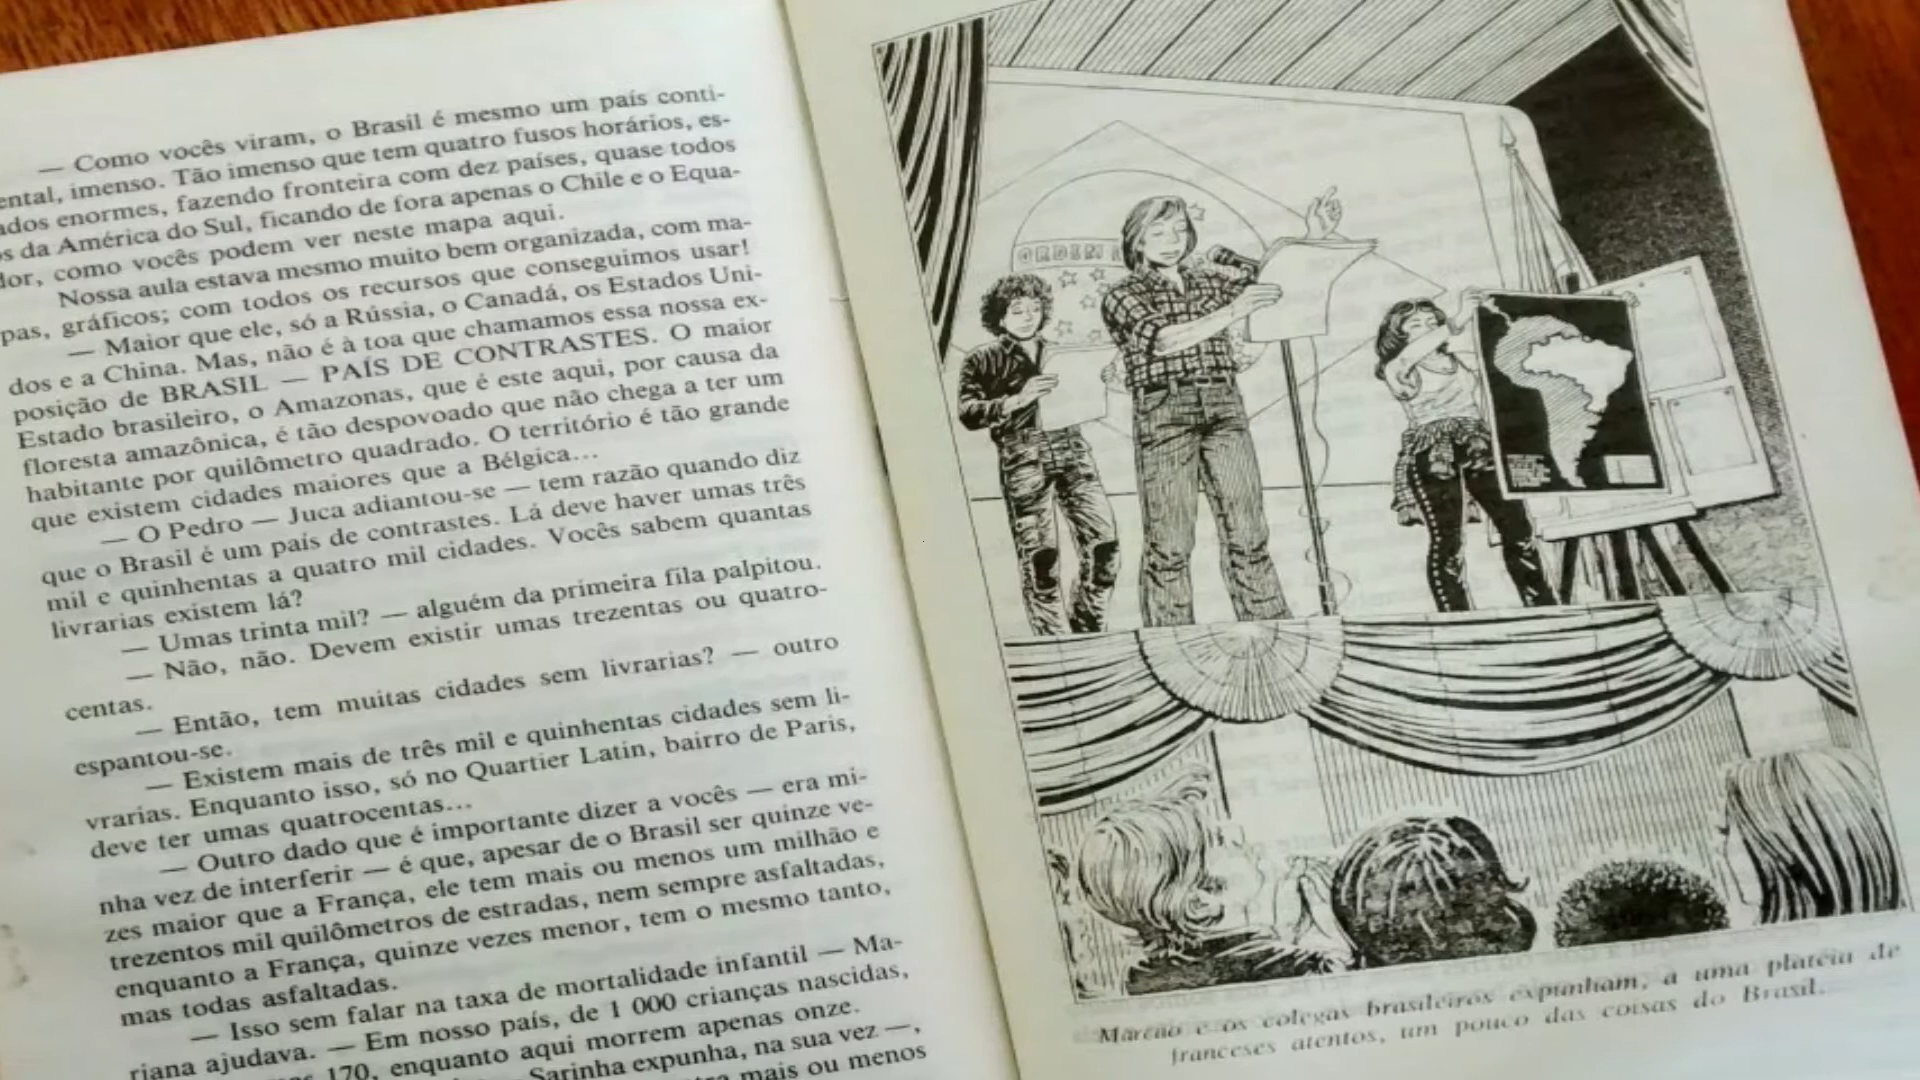 — Como vocês viram, o Brasil é mesmo um país conti-
ental, imenso. Tão imenso que tem quatro fusos horários, es-
ados enormes, fazendo fronteira com dez países, quase todos
os da América do Sul, ficando de fora apenas o Chile e o Equa-
dor, como vocês podem ver neste mapa aqui.
Nossa aula estava mesmo muito bem organizada, com ma-
pas, gráficos; com todos os recursos que conseguimos usar!
— Maior que ele, só a Rússia, o Canadá, os Estados Uni-
dos e a China. Mas, não é à toa que chamamos essa nossa ex-
posição de BRASIL — PAÍS DE CONTRASTES. O maior
Estado brasileiro, o Amazonas, que é este aqui, por causa da
floresta amazônica, é tão despovoado que não chega a ter um
habitante por quilômetro quadrado. O território é tão grande
que existem cidades maiores que a Bélgica...
— O Pedro — Juca adiantou-se — tem razão quando diz
que o Brasil é um país de contrastes. Lá deve haver umas três
mil e quinhentas a quatro mil cidades. Vocês sabem quantas
livrarias existem lá?
— Umas trinta mil? — alguém da primeira fila palpitou.
— Não, não. Devem existir umas trezentas ou quatro-
centas.
— Então, tem muitas cidades sem livrarias? — outro
espantou-se.
— Existem mais de três mil e quinhentas cidades sem li-
vrarias. Enquanto isso, só no Quartier Latin, bairro de Paris,
deve ter umas quatrocentas...
— Outro dado que é importante dizer a vocês — era mi-
nha vez de interferir — é que, apesar de o Brasil ser quinze ve-
zes maior que a França, ele tem mais ou menos um milhão e
trezentos mil quilômetros de estradas, nem sempre asfaltadas,
enquanto a França, quinze vezes menor, tem o mesmo tanto,
mas todas asfaltadas.
— Isso sem falar na taxa de mortalidade infantil — Ma-
riana ajudava. — Em nosso país, de 1 000 crianças nascidas,
170, enquanto aqui morrem apenas onze.
Sarinha expunha, na sua vez —,
mais ou menos
ORDEM
Marcão e os colegas brasileiros expunham, a uma platéia de
franceses atentos, um pouco das coisas do Brasil.